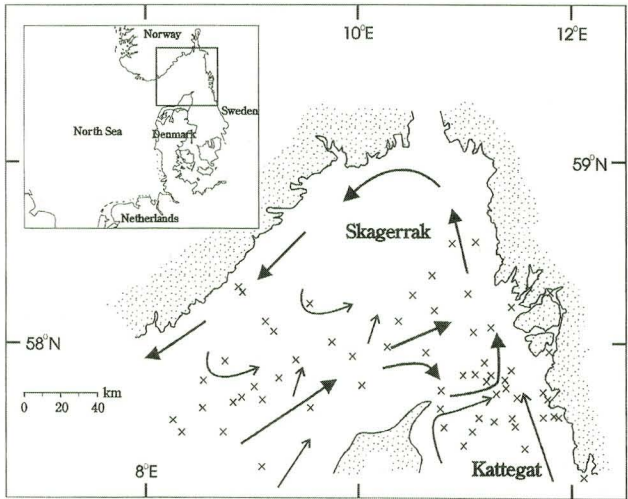 10°E
12°E
Norway
Sweden
North Sea
Denmark
Netherlands
59°N
Skagerrak
58°N
km
0 20 40
8°E
Kattegat